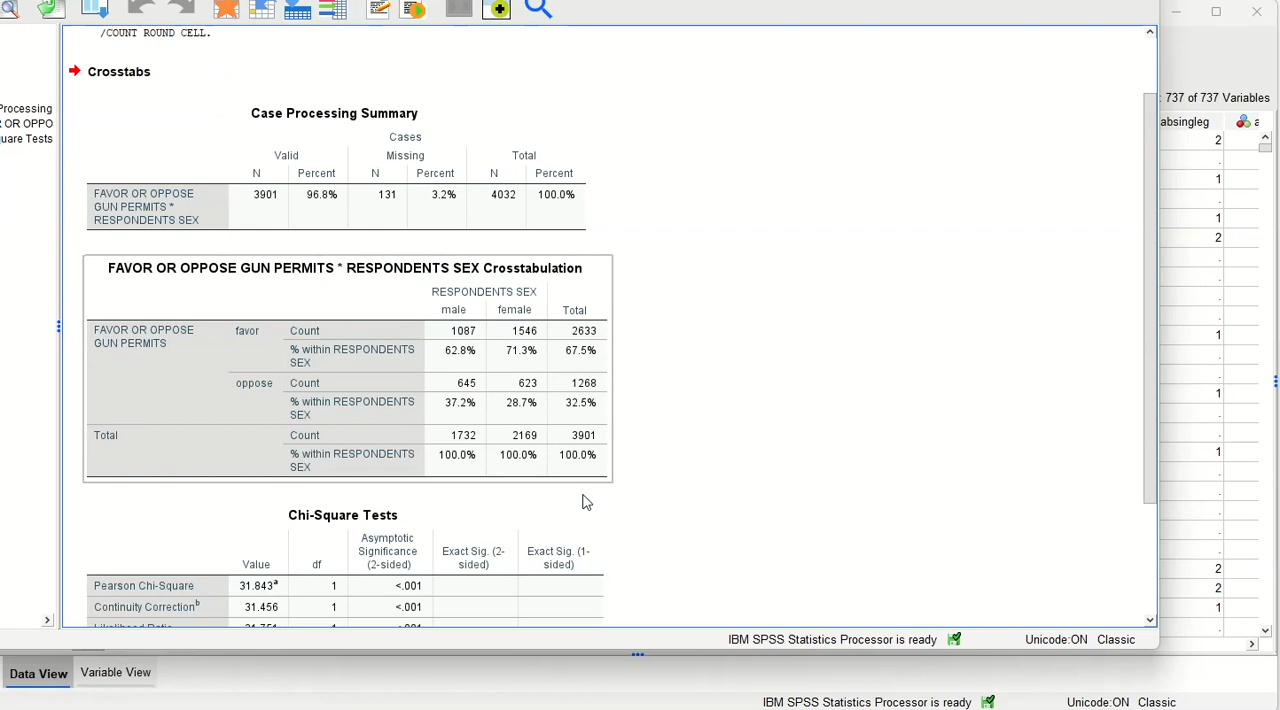 /COUNT ROUND CELL.
Crosstabs
Case Processing Summary
Cases
Valid Missing Total
N Percent N Percent N Percent
FAVOR OR OPPOSE GUN PERMITS * RESPONDENTS SEX 3901 96.8% 131 3.2% 4032 100.0%
FAVOR OR OPPOSE GUN PERMITS * RESPONDENTS SEX Crosstabulation
RESPONDENTS SEX
male female Total
FAVOR OR OPPOSE GUN PERMITS favor Count 1087 1546 2633
% within RESPONDENTS SEX 62.8% 71.3% 67.5%
oppose Count 645 623 1268
% within RESPONDENTS SEX 37.2% 28.7% 32.5%
Total Count 1732 2169 3901
% within RESPONDENTS SEX 100.0% 100.0% 100.0%
Chi-Square Tests
Value df Asymptotic Significance (2-sided) Exact Sig. (2-sided) Exact Sig. (1-sided)
Pearson Chi-Square 31.843a 1 <.001
Continuity Correctionb 31.456 1 <.001
IBM SPSS Statistics Processor is ready Unicode:ON Classic
Processing
OR OPPO
uare Tests
: 737 of 737 Variables
absingleg a
2
.
1
.
1
2
.
.
.
.
1
.
.
1
.
.
1
.
.
.
.
.
2
2
1
.
Data View Variable View
IBM SPSS Statistics Processor is ready Unicode:ON Classic